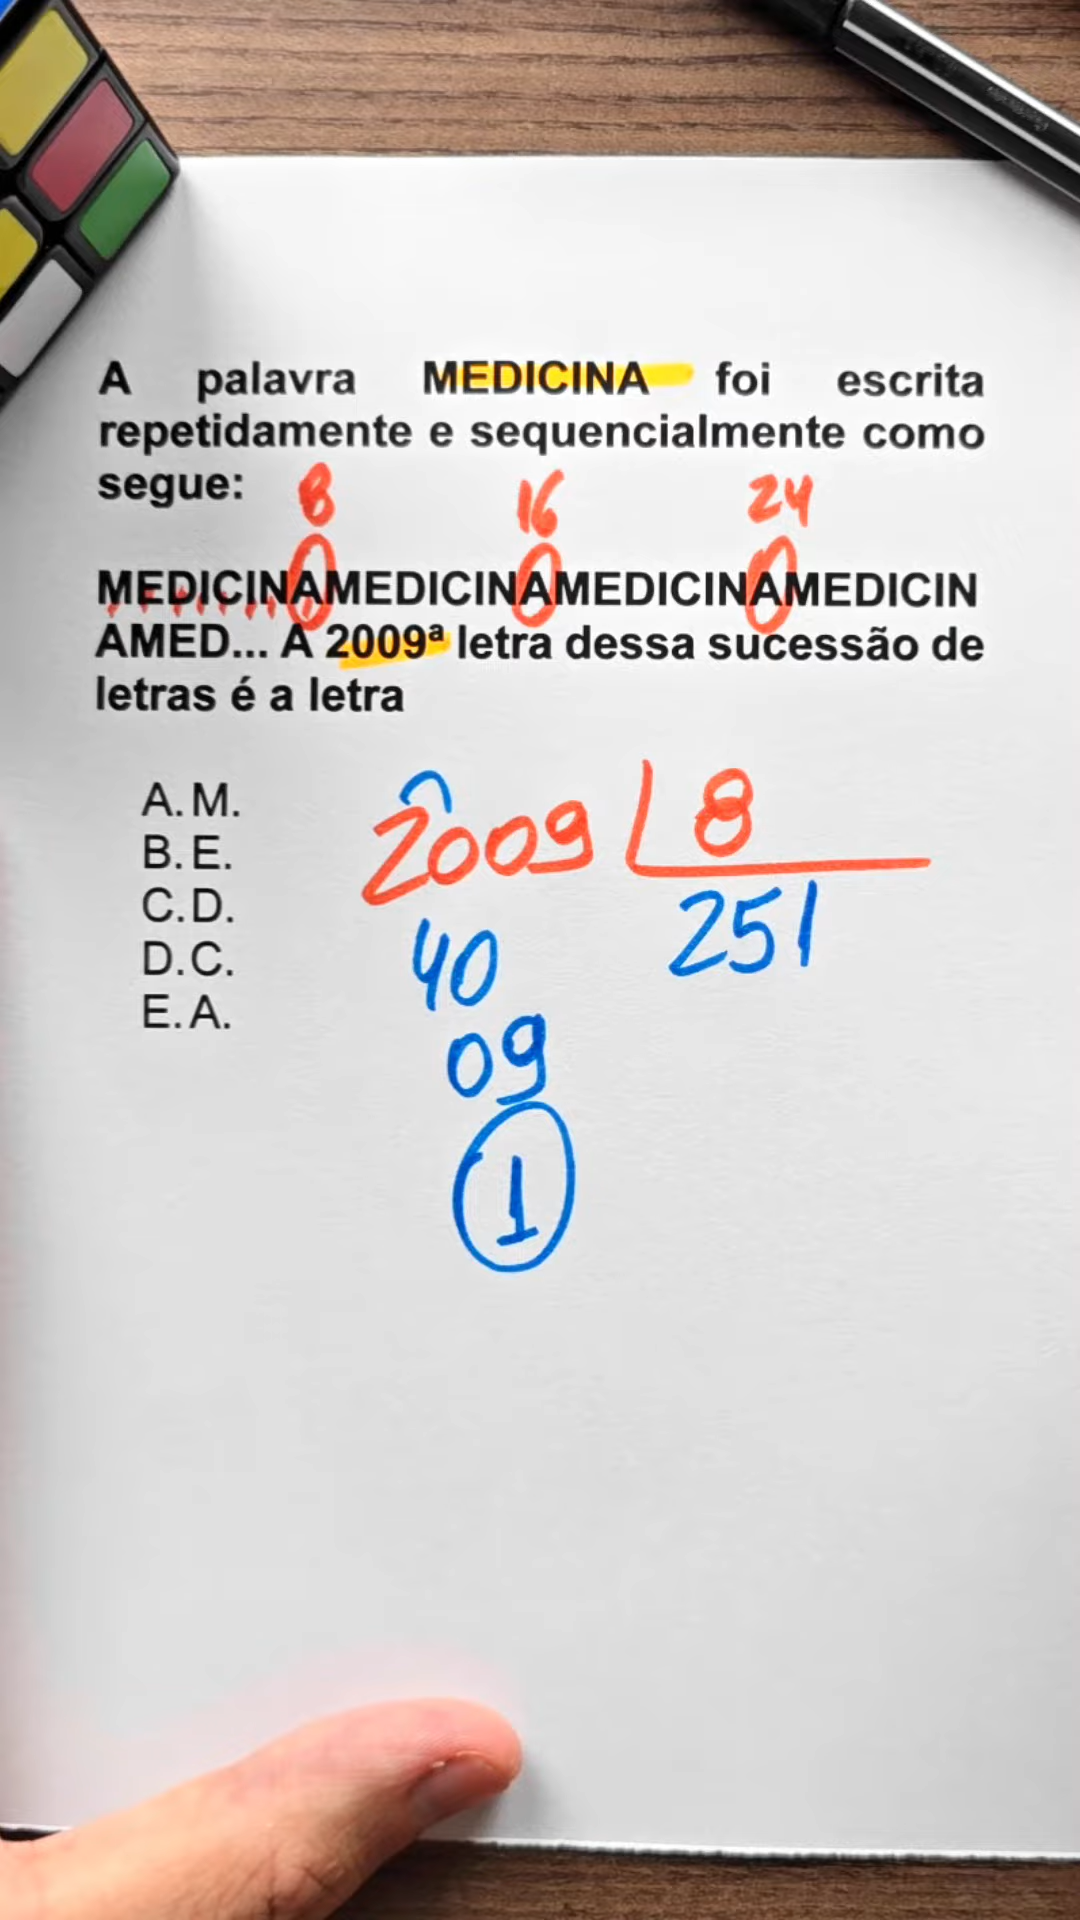 A palavra MEDICINA foi escrita
repetidamente e sequencialmente como
segue:
8 16 24
MEDICINAMEDICINAMEDICINAMEDICIN
AMED... A 2009ª letra dessa sucessão de
letras é a letra
A. M.
B. E.
C. D.
D. C.
E. A.
2009 8
40 251
09
1